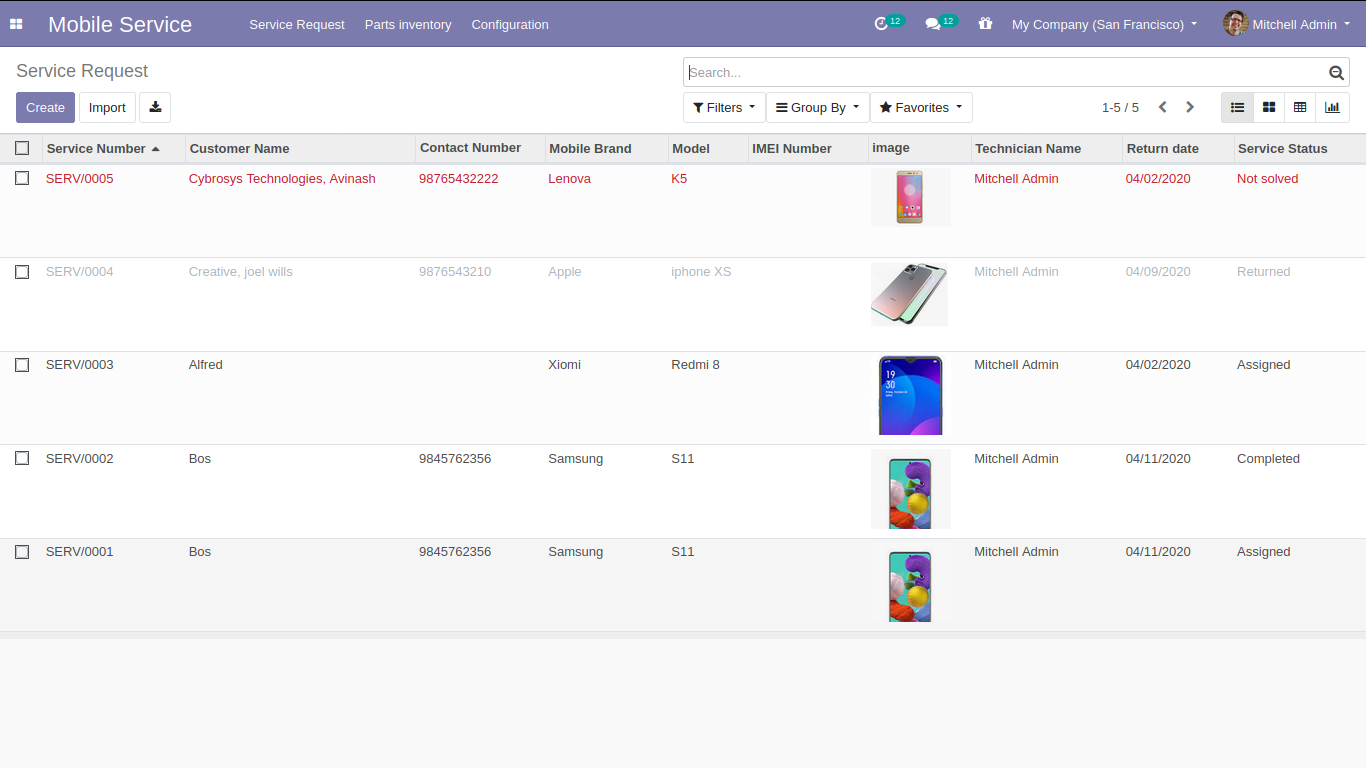 Mobile Service Service Request Parts inventory Configuration 12 12 My Company (San Francisco) Mitchell Admin
Service Request Search...
Create Import Filters Group By Favorites 1-5 / 5
Service Number Customer Name Contact Number Mobile Brand Model IMEI Number image Technician Name Return date Service Status
SERV/0005 Cybrosys Technologies, Avinash 98765432222 Lenova K5 Mitchell Admin 04/02/2020 Not solved
SERV/0004 Creative, joel wills 9876543210 Apple iphone XS Mitchell Admin 04/09/2020 Returned
SERV/0003 Alfred Xiomi Redmi 8 Mitchell Admin 04/02/2020 Assigned
19
30
SERV/0002 Bos 9845762356 Samsung S11 Mitchell Admin 04/11/2020 Completed
SERV/0001 Bos 9845762356 Samsung S11 Mitchell Admin 04/11/2020 Assigned